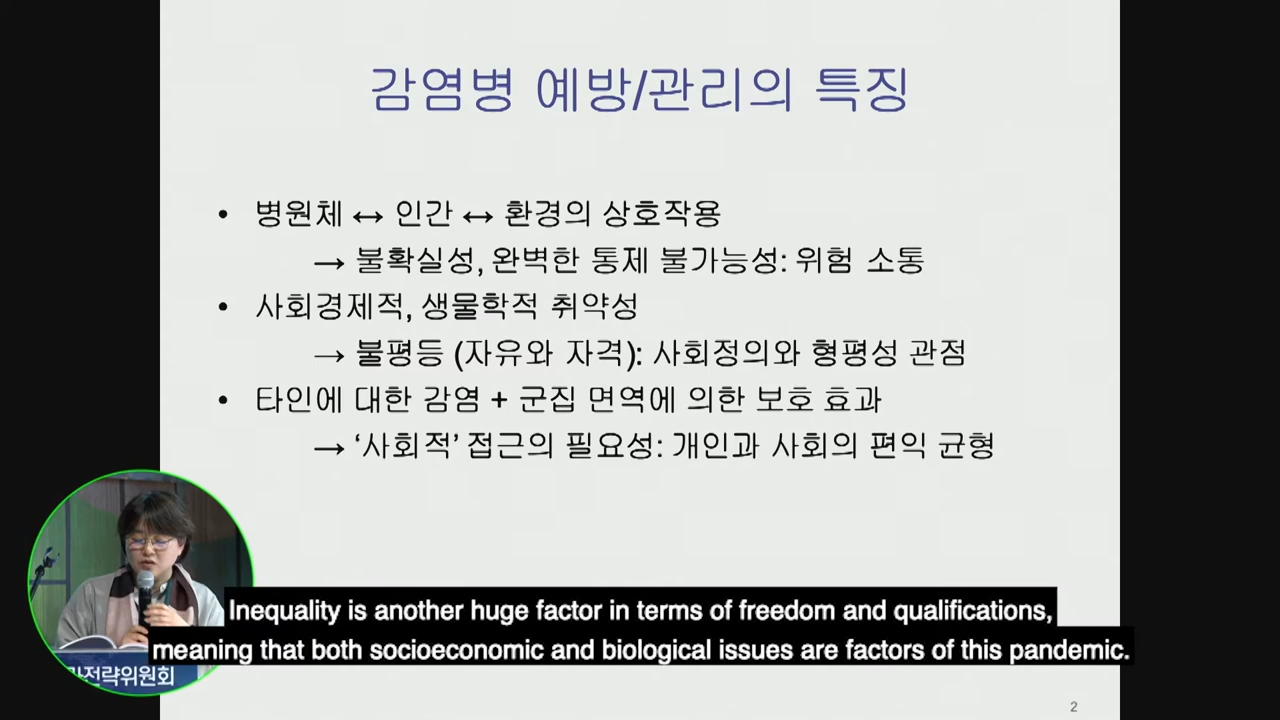 감염병 예방/관리의 특징
• 병원체 ↔ 인간 ↔ 환경의 상호작용
→ 불확실성, 완벽한 통제 불가능성: 위험 소통
• 사회경제적, 생물학적 취약성
→ 불평등 (자유와 자격): 사회정의와 형평성 관점
• 타인에 대한 감염 + 군집 면역에 의한 보호 효과
→ ‘사회적’ 접근의 필요성: 개인과 사회의 편익 균형
Inequality is another huge factor in terms of freedom and qualifications,
meaning that both socioeconomic and biological issues are factors of this pandemic.
전략위원회
2